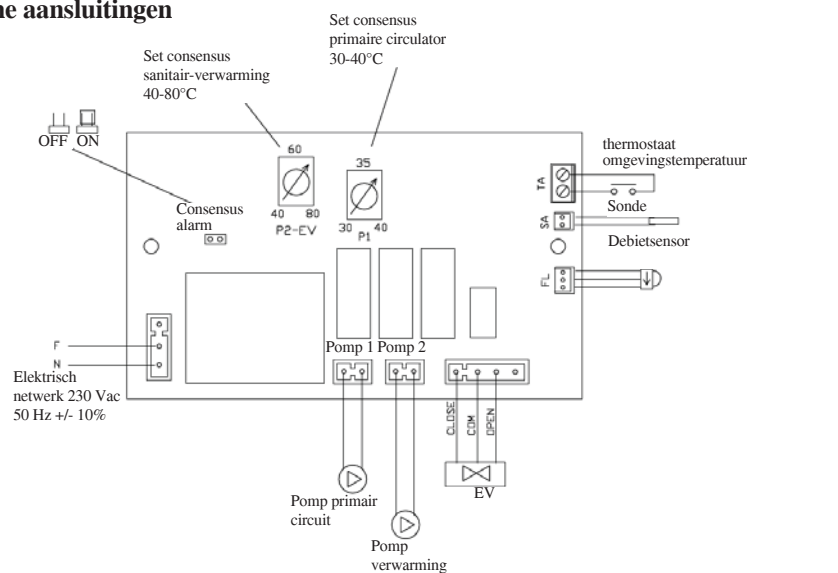 ne aansluitingen
Set consensus
primaire circulator
30-40°C
Set consensus
sanitair-verwarming
40-80°C
OFF ON
60
35
40 80
P2-EV
30 40
P1
Consensus
alarm
thermostaat
omgevingstemperatuur
TA
Sonde
SA
Debietsensor
FL
F
N
Elektrisch
netwerk 230 Vac
50 Hz +/- 10%
Pomp 1 Pomp 2
CLOSE
COM
OPEN
EV
Pomp primair
circuit
Pomp
verwarming